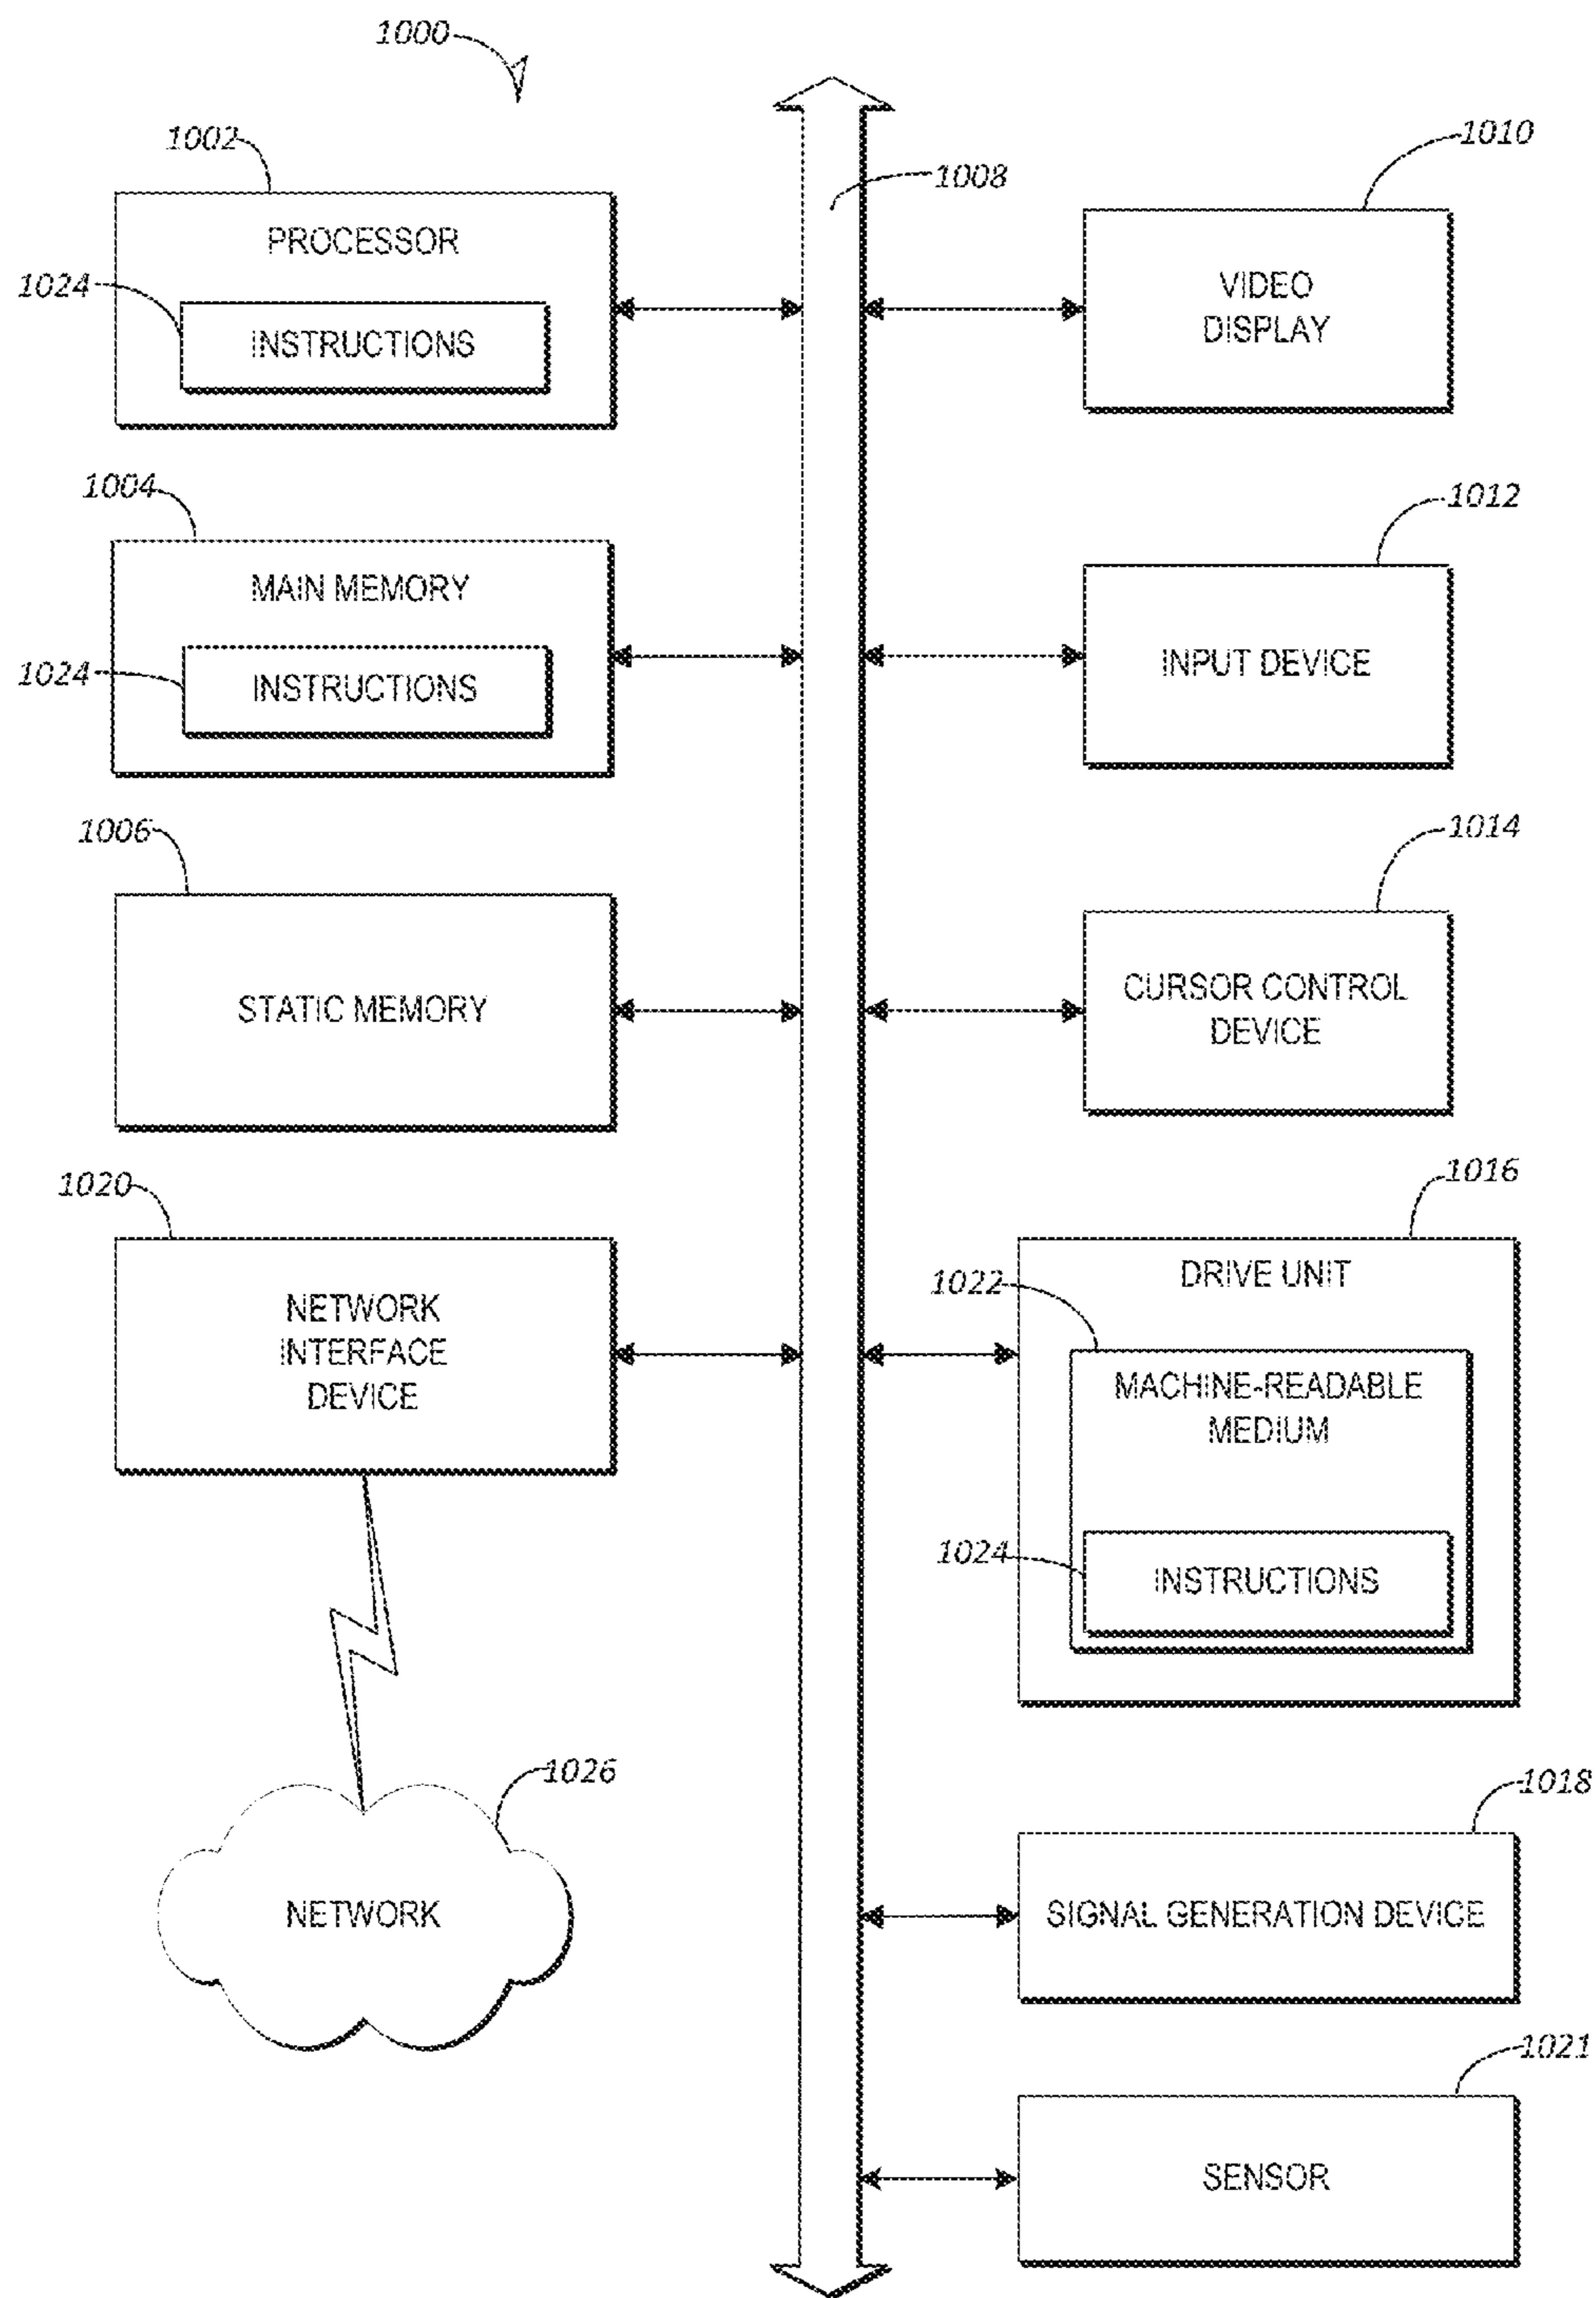 1000
1002
PROCESSOR
1024
INSTRUCTIONS
1004
MAIN MEMORY
1024
INSTRUCTIONS
1006
STATIC MEMORY
1020
NETWORK
INTERFACE
DEVICE
1026
NETWORK
1008
1010
VIDEO
DISPLAY
1012
INPUT DEVICE
1014
CURSOR CONTROL
DEVICE
1016
DRIVE UNIT
1022
MACHINE-READABLE
MEDIUM
1024
INSTRUCTIONS
1018
SIGNAL GENERATION DEVICE
1021
SENSOR